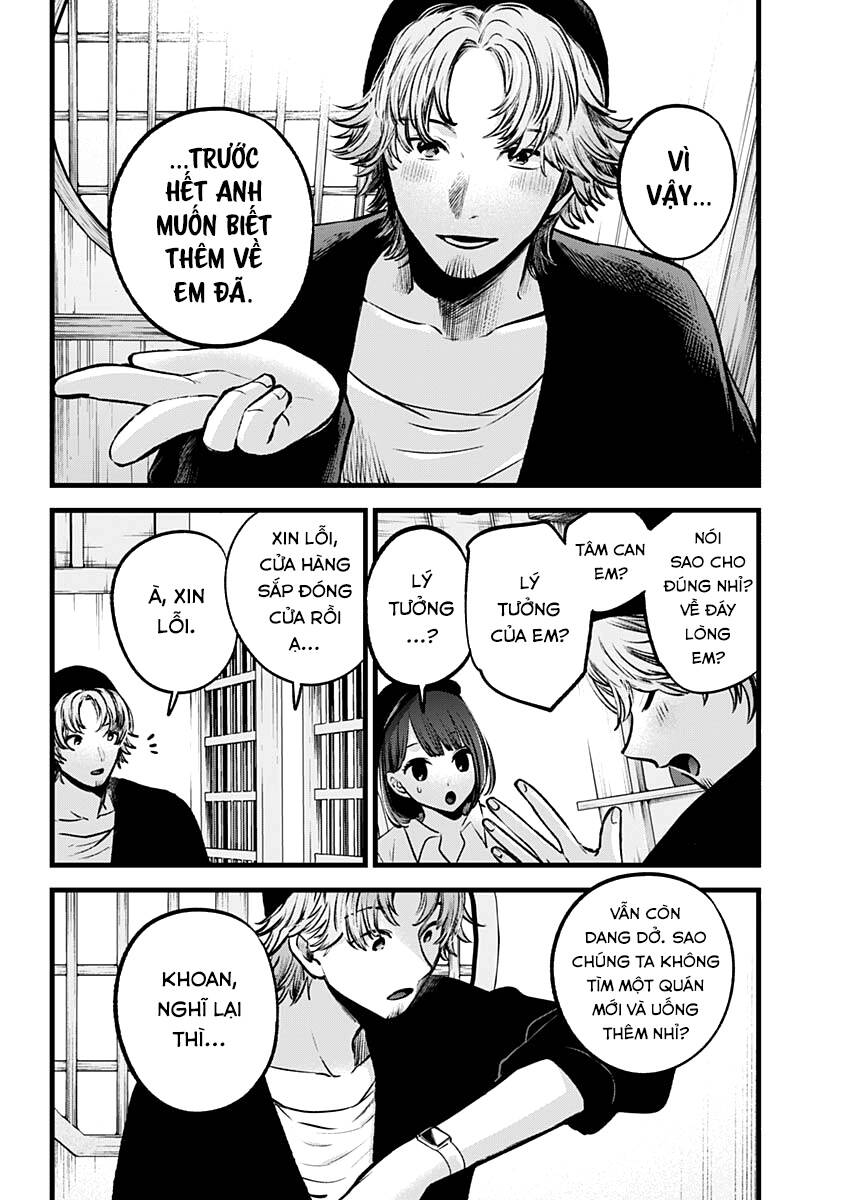 VÌ
VẬY...
...TRƯỚC
HẾT ANH
MUỐN BIẾT
THÊM VỀ
EM ĐÃ.
NÓI
SAO CHO
ĐÚNG NHỈ?
VỀ ĐÁY
LÒNG
EM?
TÂM CAN
EM?
LÝ
TƯỞNG
CỦA EM?
LÝ
TƯỞNG
...?
XIN LỖI,
CỬA HÀNG
SẮP ĐÓNG
CỬA RỒI
Ạ...
À, XIN
LỖI.
VẪN CÒN
DANG DỞ. SAO
CHÚNG TA KHÔNG
TÌM MỘT QUÁN
MỚI VÀ UỐNG
THÊM NHỈ?
KHOAN,
NGHĨ LẠI
THÌ...